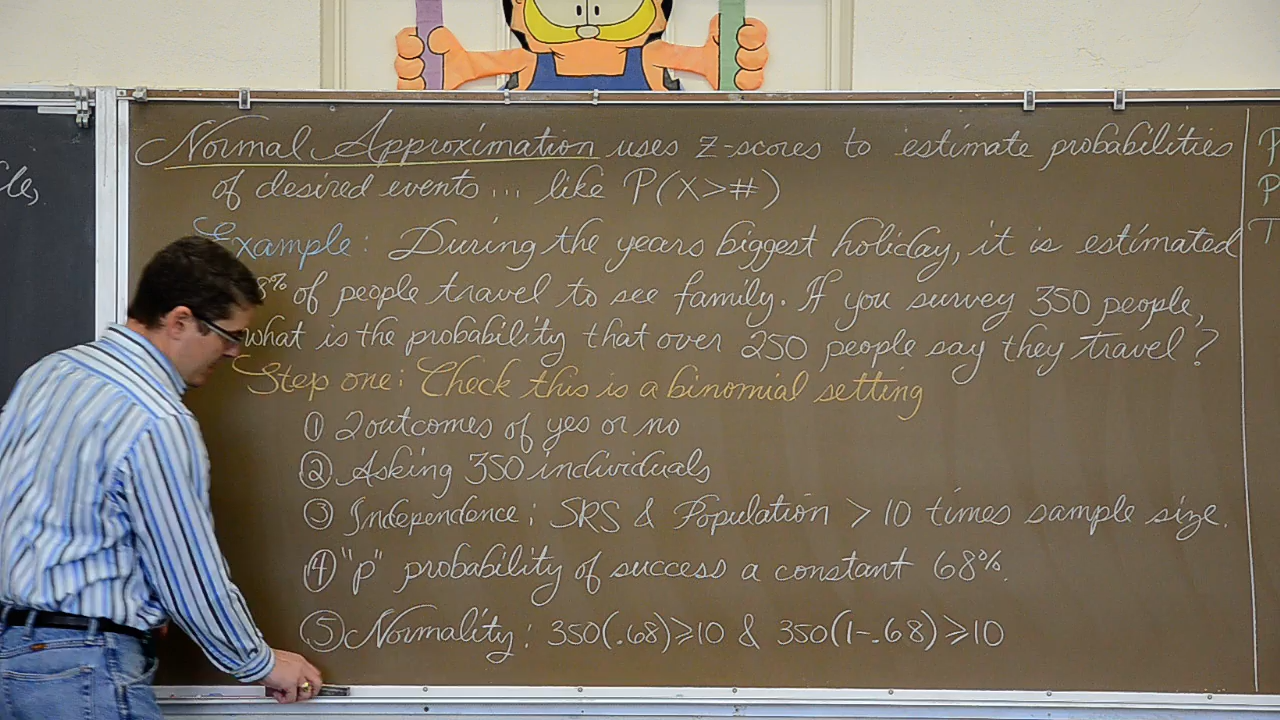 Normal Approximation uses z-scores to estimate probabilities
of desired events... like P(X>#)
Example: During the years biggest holiday, it is estimated
8% of people travel to see family. If you survey 350 people,
what is the probability that over 250 people say they travel?
Step one: Check this is a binomial setting
① 2 outcomes of yes or no
② Asking 350 individuals
③ Independence: SRS & Population > 10 times sample size.
④ "p" probability of success a constant 68%.
⑤ Normality: 350(.68)≥10 & 350(1-.68)≥10
P
P
T